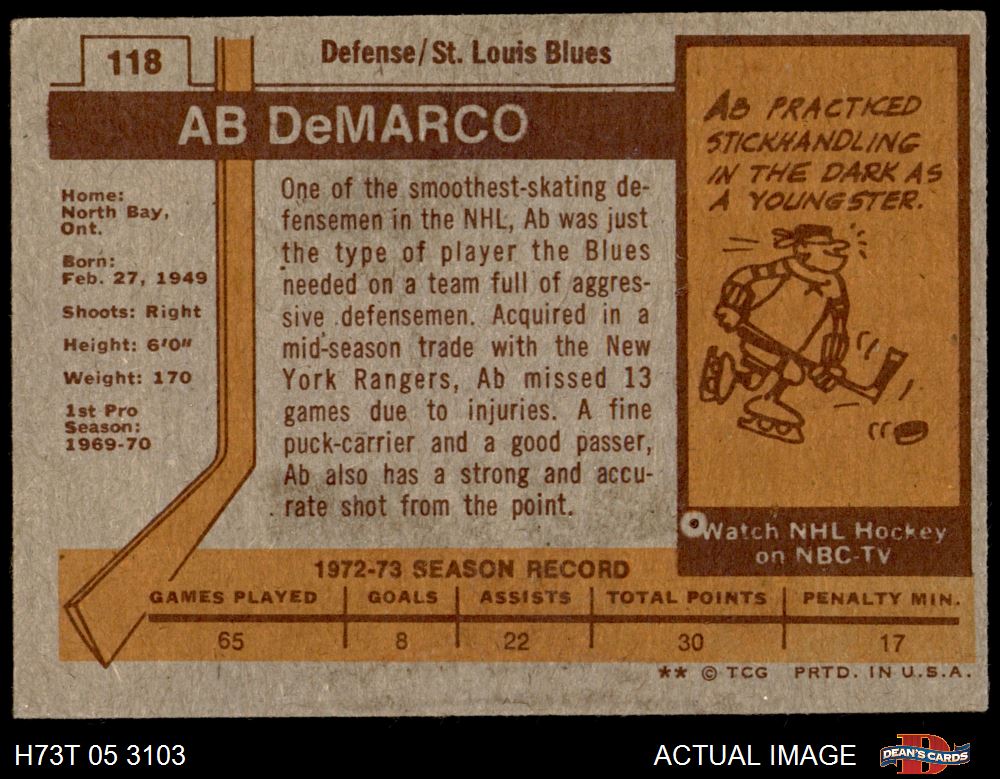 118
Defense/St. Louis Blues
AB DeMARCO
Home:
North Bay,
Ont.
Born:
Feb. 27, 1949
Shoots: Right
Height: 6'0"
Weight: 170
1st Pro
Season:
1969-70
One of the smoothest-skating de-
fensemen in the NHL, Ab was just
the type of player the Blues
needed on a team full of aggres-
sive defensemen. Acquired in a
mid-season trade with the New
York Rangers, Ab missed 13
games due to injuries. A fine
puck-carrier and a good passer,
Ab also has a strong and accu-
rate shot from the point.
AB PRACTICED
STICKHANDLING
IN THE DARK AS
A YOUNGSTER.
Watch NHL Hockey
on NBC-TV
1972-73 SEASON RECORD
GAMES PLAYED GOALS ASSISTS TOTAL POINTS PENALTY MIN.
65 8 22 30 17
** © TCG PRTD. IN U.S.A.
H73T 05 3103
ACTUAL IMAGE
D
DEAN'S CARDS